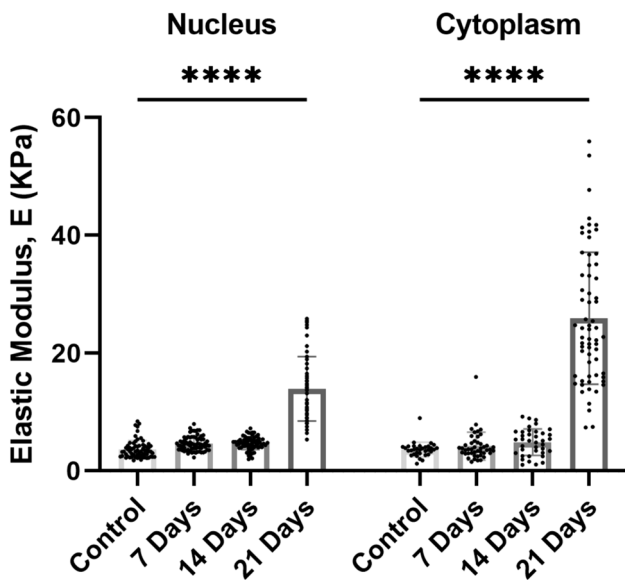 Nucleus Cytoplasm
**** ****
Elastic Modulus, E (KPa)
60
40
20
0
Control 7 Days 14 Days 21 Days Control 7 Days 14 Days 21 Days